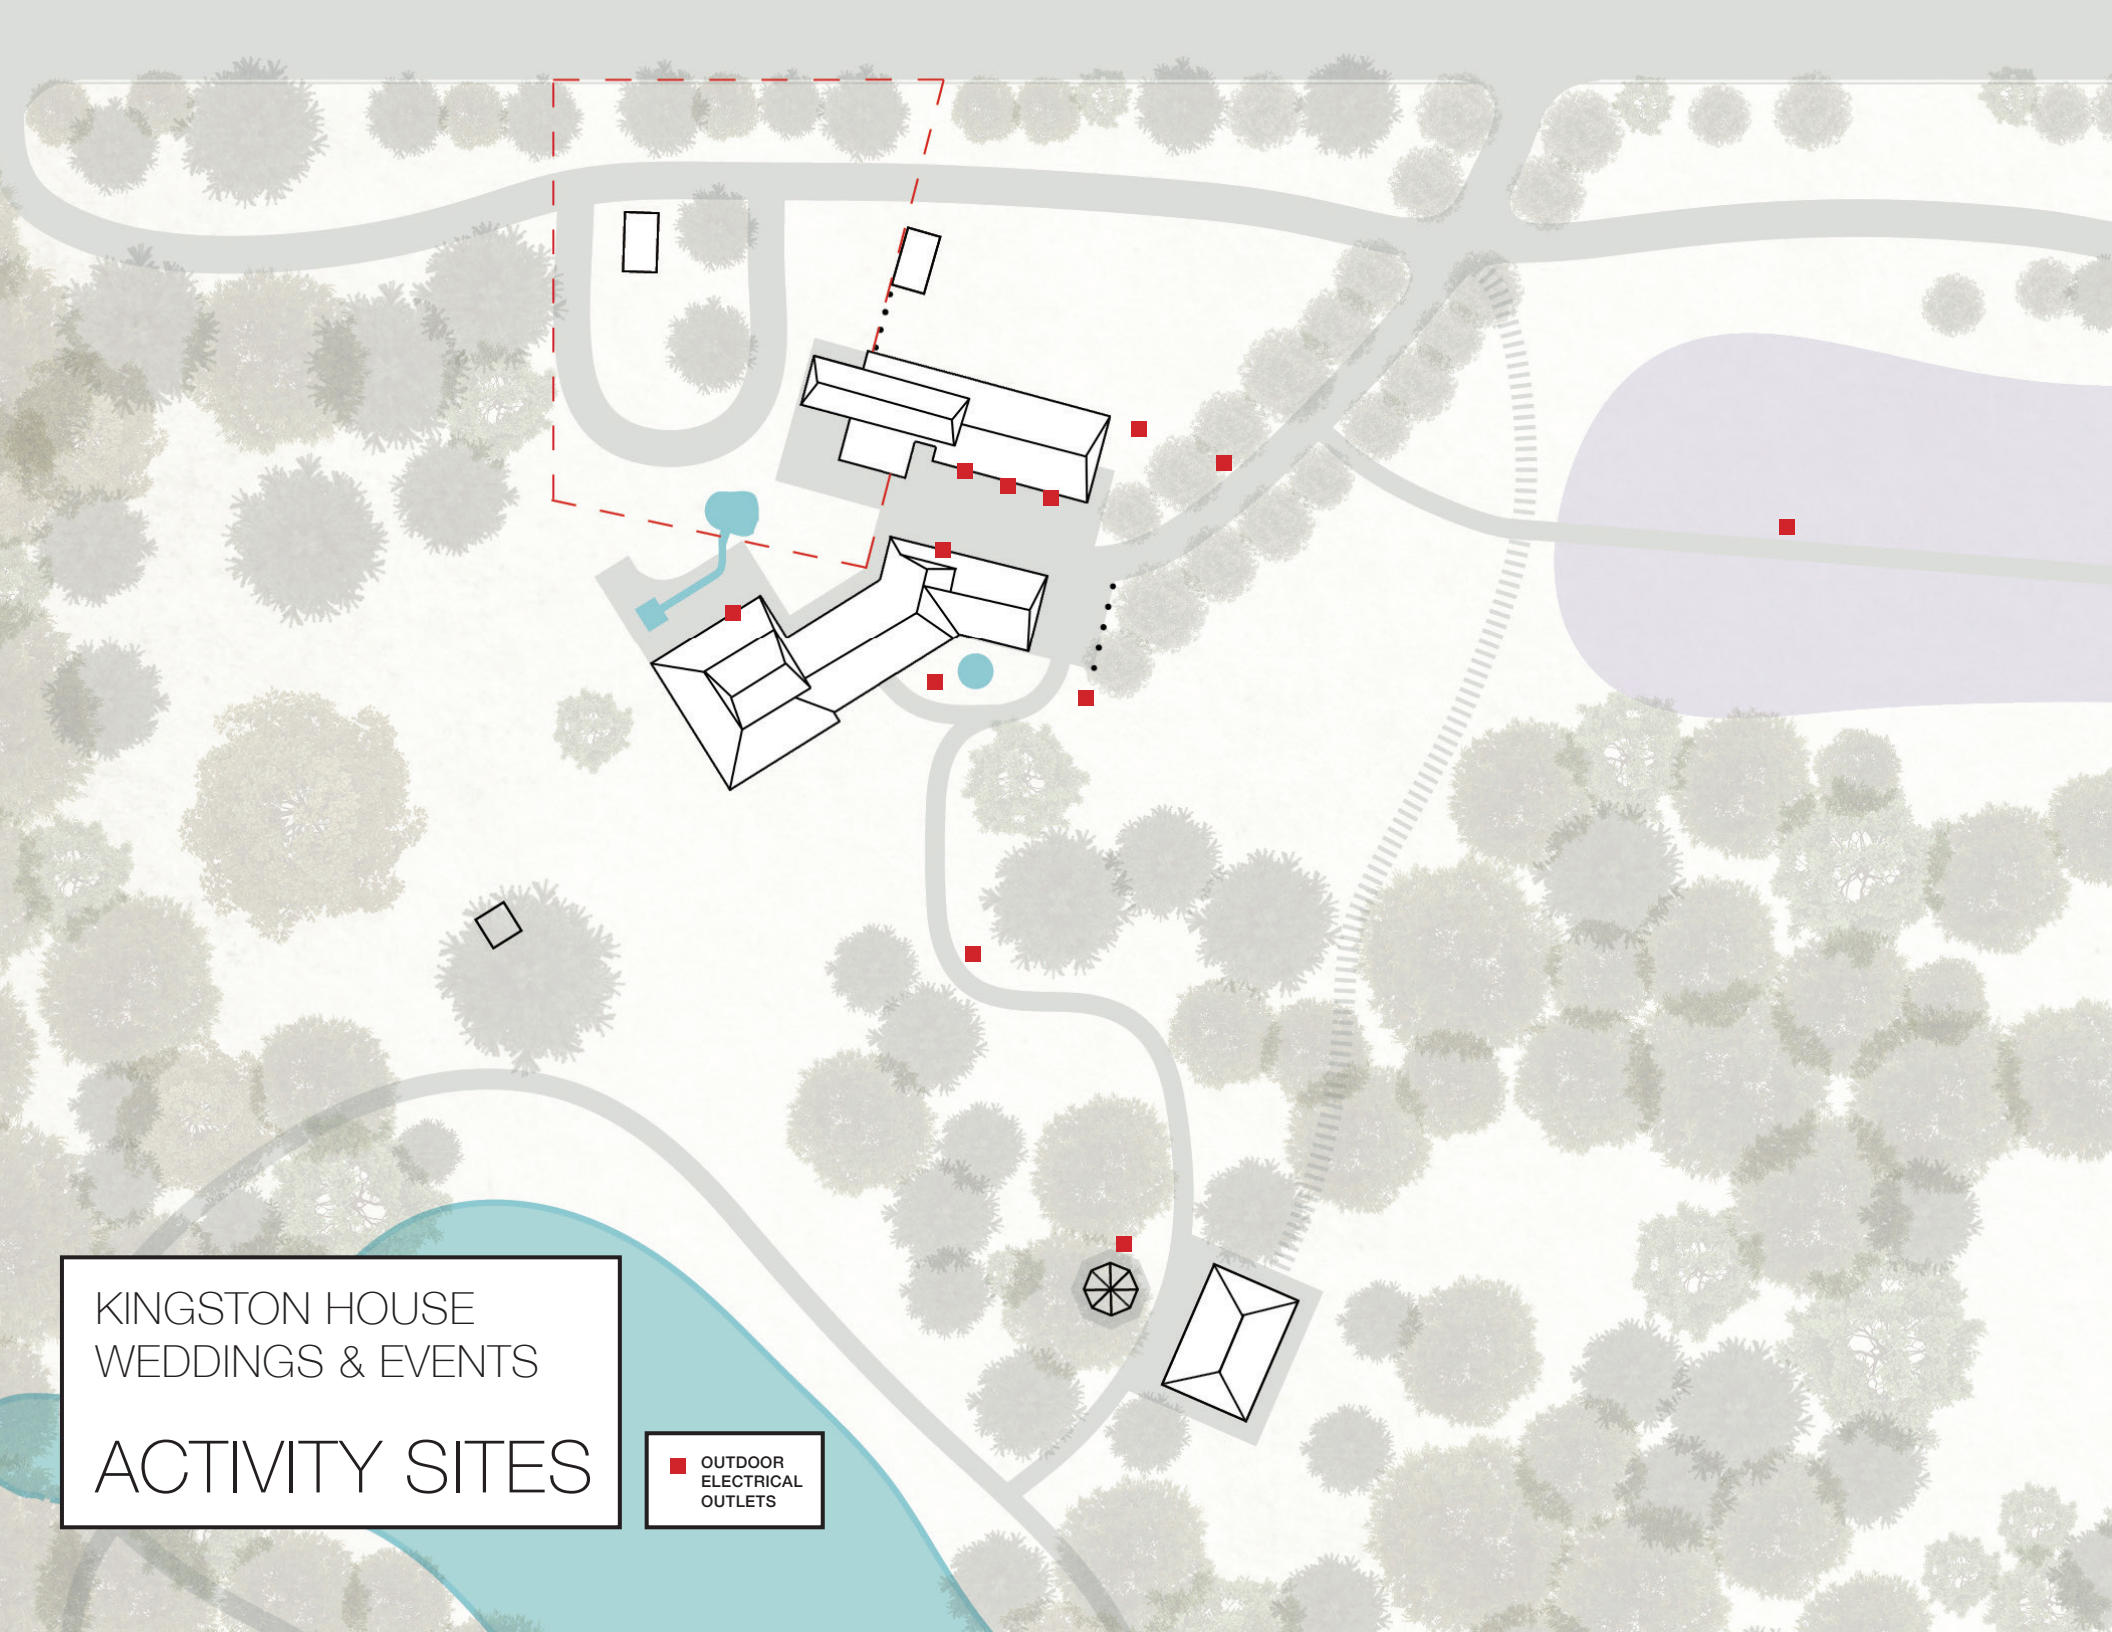 KINGSTON HOUSE
WEDDINGS & EVENTS
ACTIVITY SITES
OUTDOOR
ELECTRICAL
OUTLETS